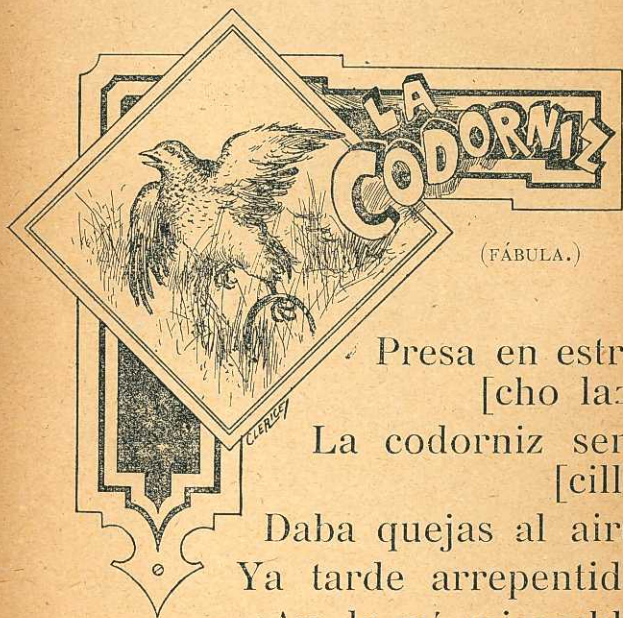 LA
CODORNIZ
(FÁBULA.)
Presa en estr
[cho la
La codorniz sen
[cill
Daba quejas al air
Ya tarde arrepentid
CLERICE